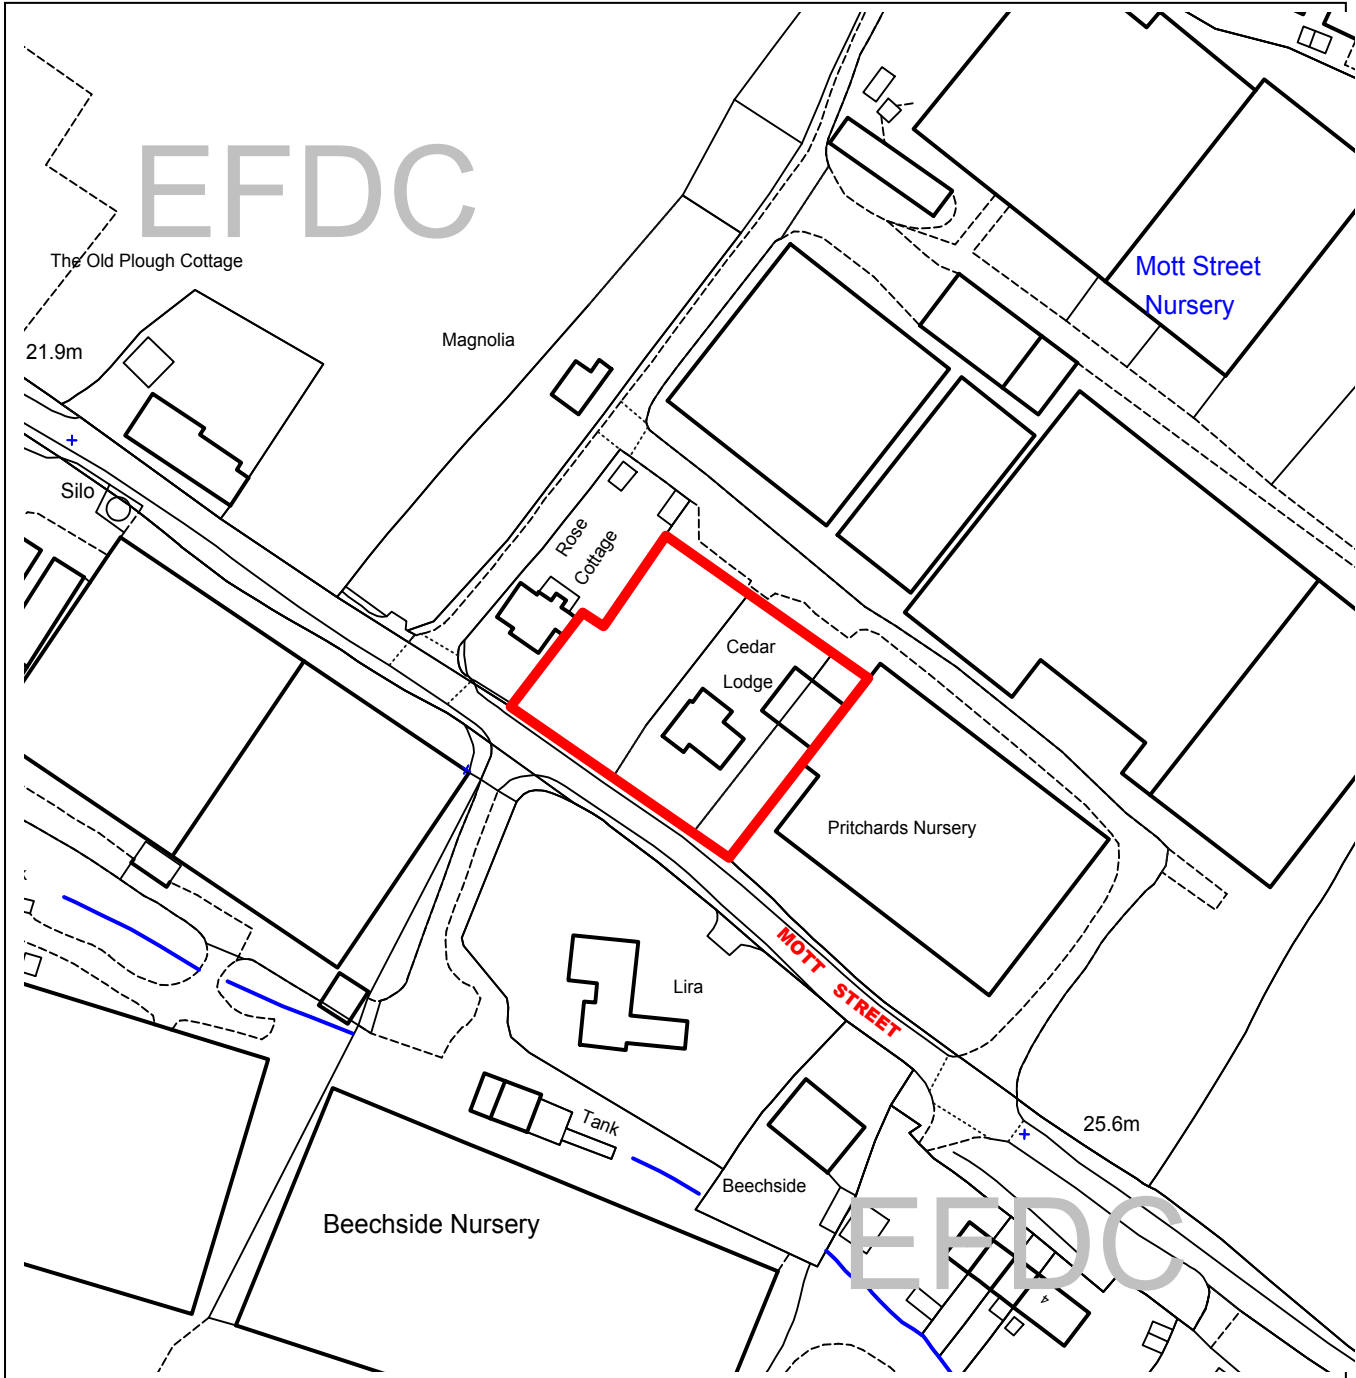 EFDC
The Old Plough Cottage
Mott Street
Nursery
Magnolia
21.9m
Silo
Rose
Cottage
Cedar
Lodge
Pritchards Nursery
MOTT STREET
Lira
Tank
25.6m
Beechside
Beechside Nursery
EFDC
4